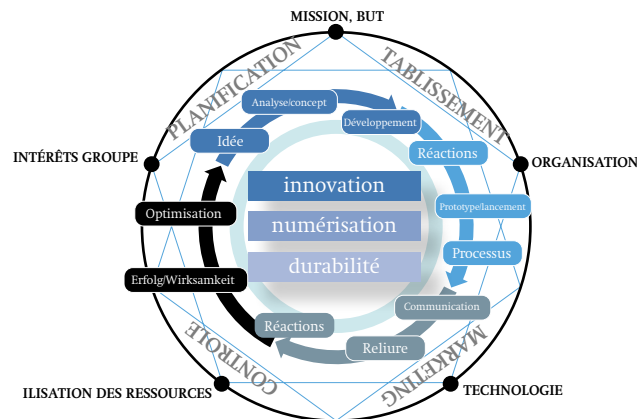 MISSION, BUT
PLANIFICATION
TABLISSEMENT
Analyse/concept
Développement
Idée
Réactions
INTÉRÊTS GROUPE
ORGANISATION
innovation
Optimisation
Prototype/lancement
numérisation
Processus
durabilité
Erfolg/Wirksamkeit
Communication
Réactions
Reliure
CONTROLE
MARKETING
ILISATION DES RESSOURCES
TECHNOLOGIE